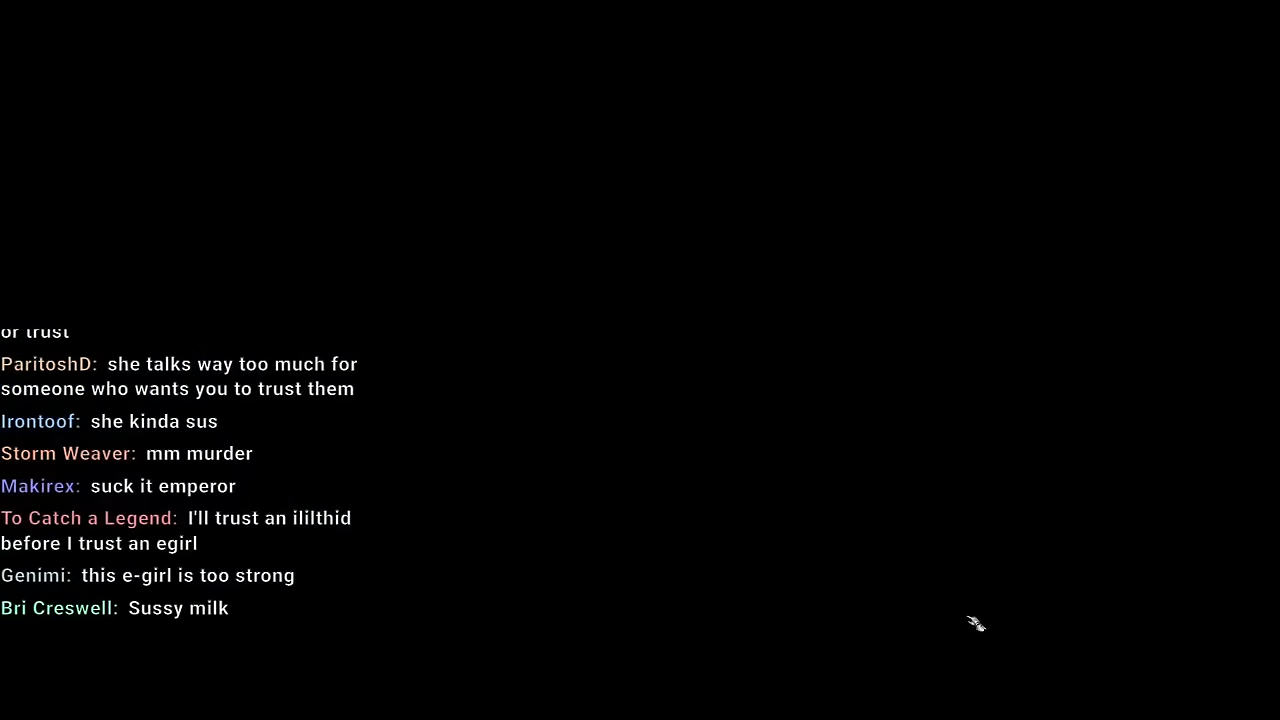 or trust
ParitoshD: she talks way too much for
someone who wants you to trust them
Irontoof: she kinda sus
Storm Weaver: mm murder
Makirex: suck it emperor
To Catch a Legend: I'll trust an ililthid
before I trust an egirl
Genimi: this e-girl is too strong
Bri Creswell: Sussy milk